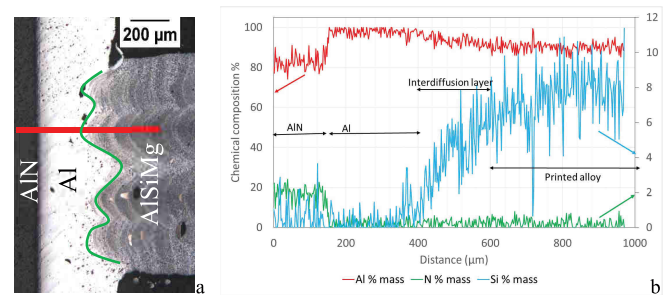 200 µm
AlN
Al
AlSiMg
a
Chemical composition %
100
80
60
40
20
0
12
10
8
6
4
2
0
Interdiffusion layer
AlN
Al
Printed alloy
0
200
400
600
800
1000
Distance (µm)
Al % mass
N % mass
Si % mass
b